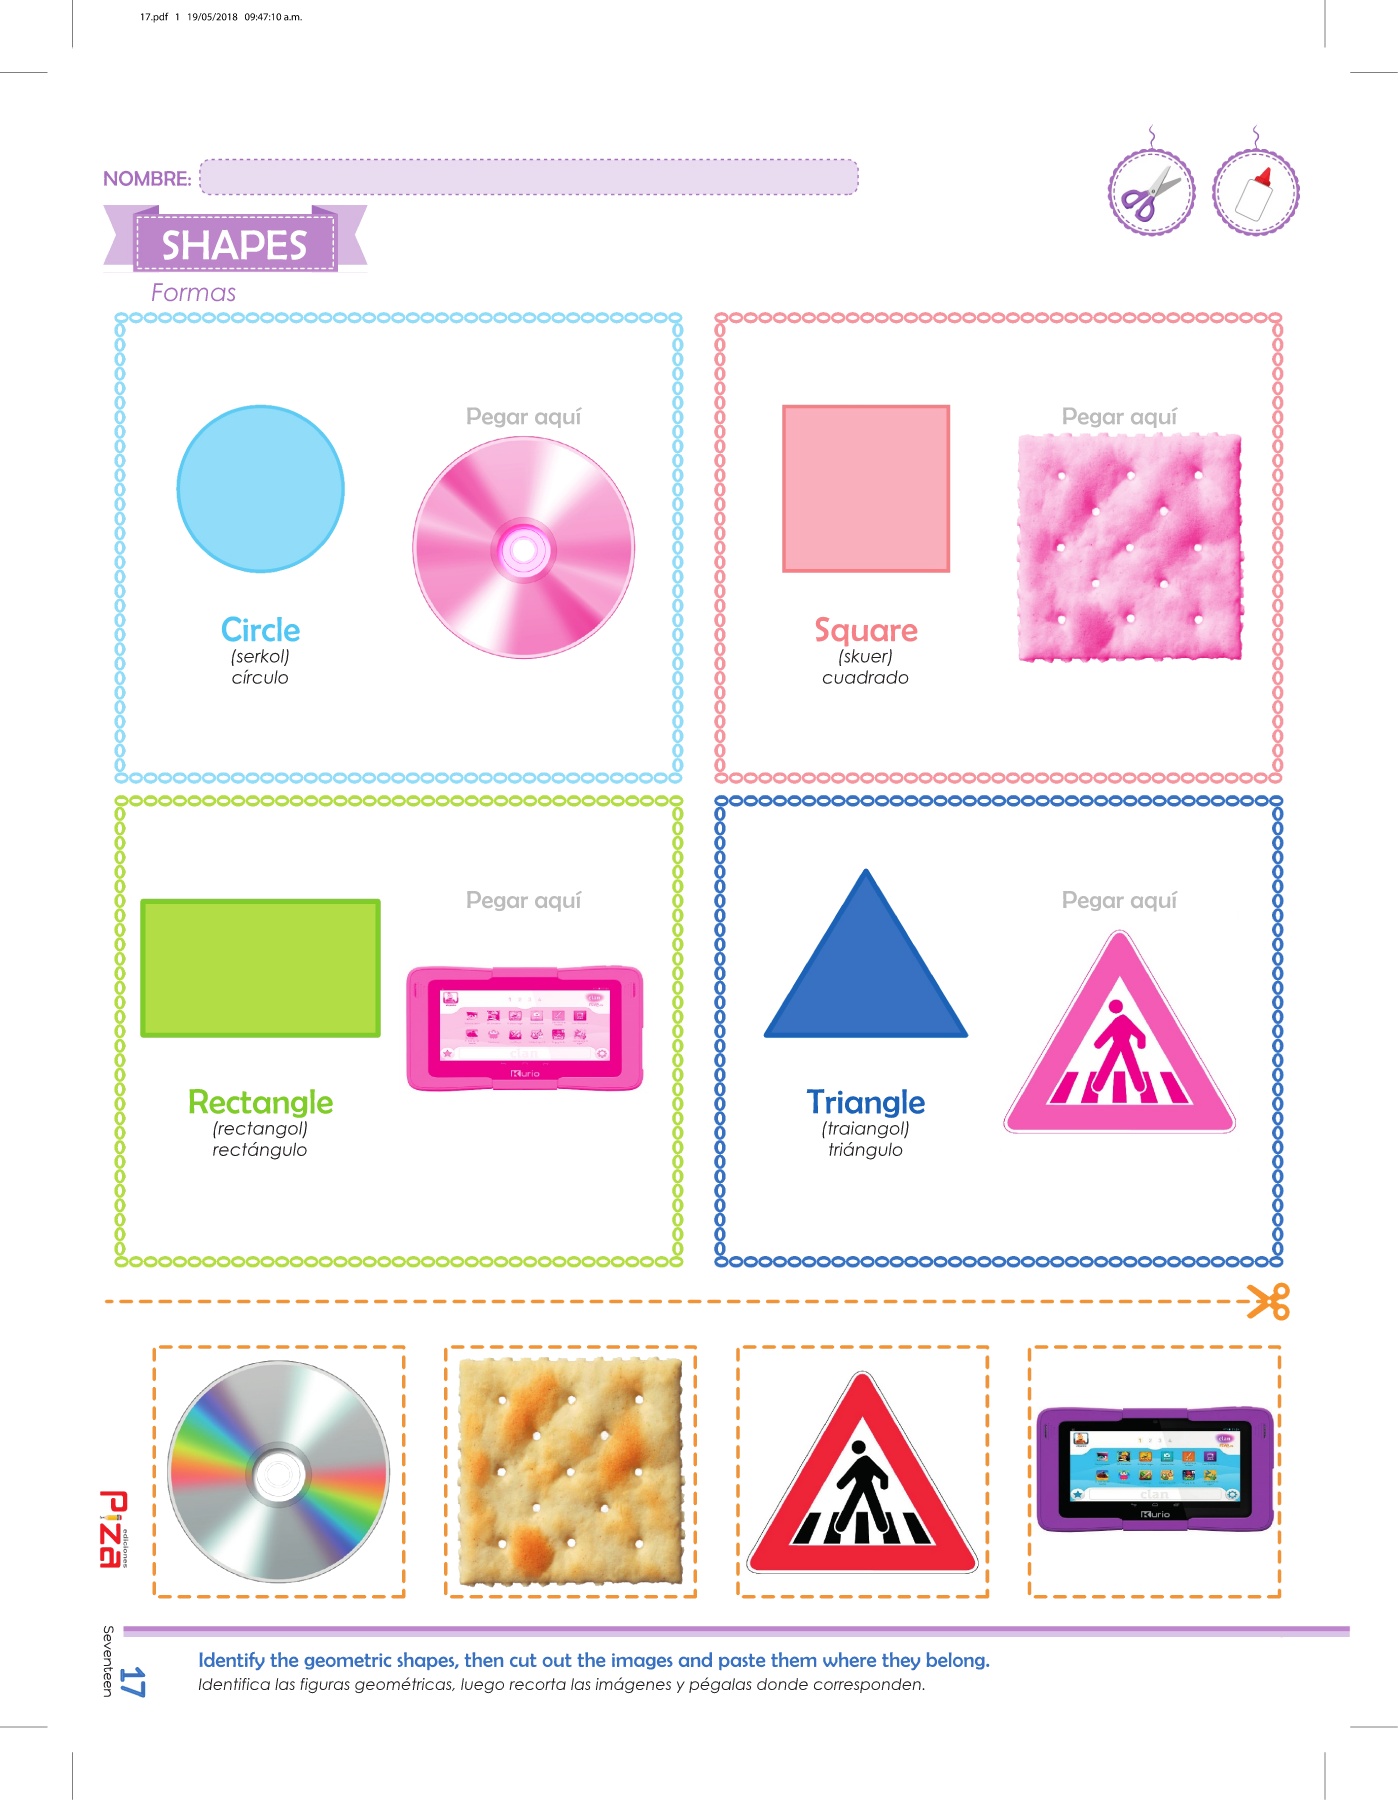 17.pdf 1 19/05/2018 09:47:10 a.m.
NOMBRE:
SHAPES
Formas
Pegar aquí
Circle
(serkol)
círculo
Pegar aquí
Square
(skuer)
cuadrado
Pegar aquí
Kurio
Rectangle
(rectangol)
rectángulo
Pegar aquí
Triangle
(traiangol)
triángulo
clan
Kurio
Piza
ediciones
Seventeen
17
Identify the geometric shapes, then cut out the images and paste them where they belong.
Identifica las figuras geométricas, luego recorta las imágenes y pégalas donde corresponden.